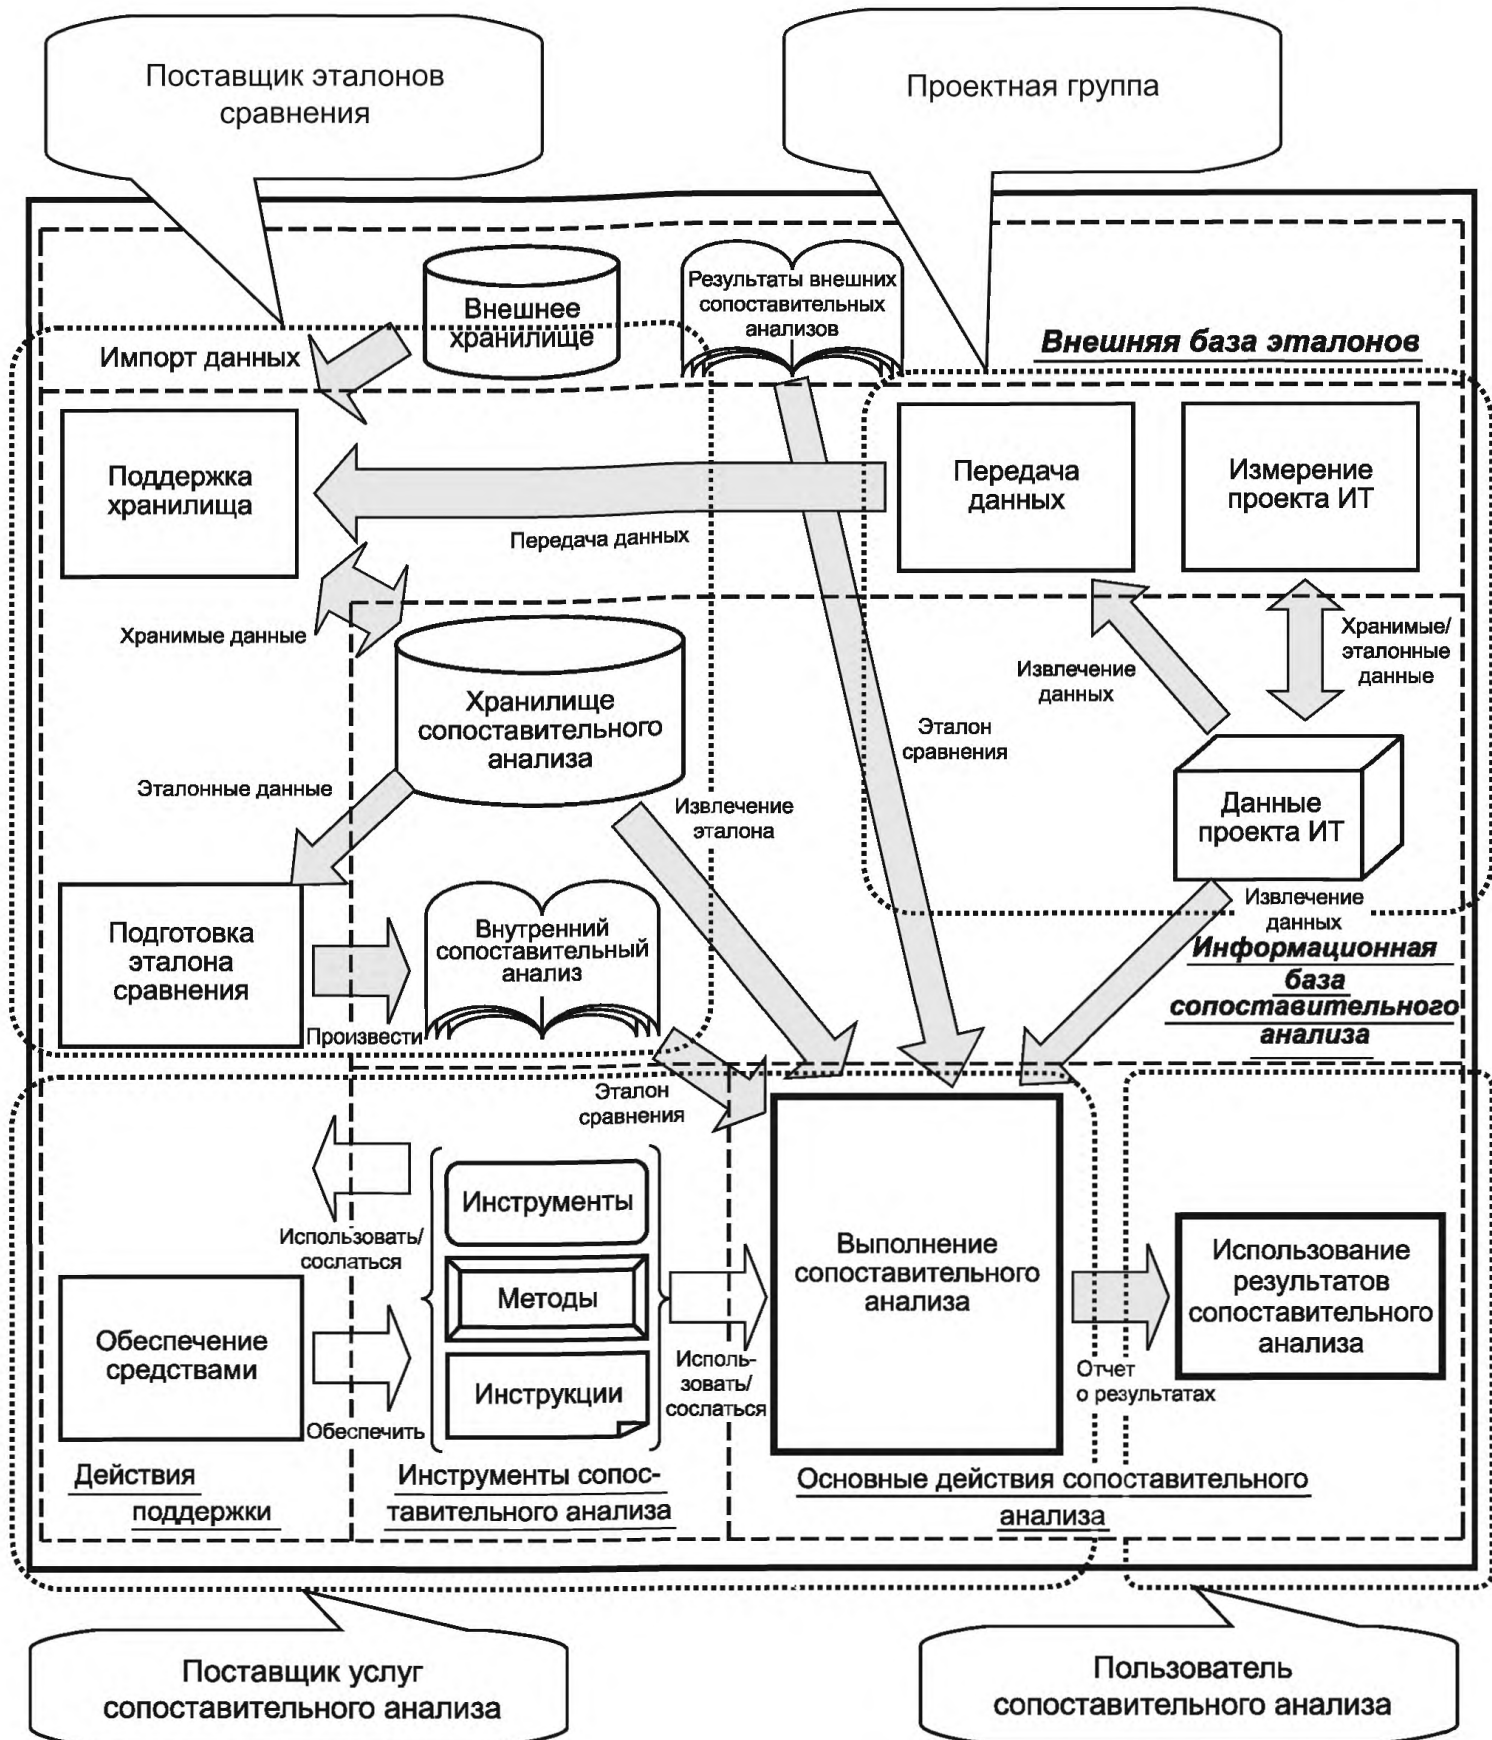 Поставщик эталонов
сравнения
Проектная группа
Внешнее
хранилище
Результаты внешних
сопоставительных
анализов
Внешняя база эталонов
Импорт данных
Поддержка
хранилища
Передача
данных
Измерение
проекта ИТ
Передача данных
Хранимые данные
Хранимые/
эталонные
данные
Извлечение
данных
Хранилище
сопоставительного
анализа
Эталон
сравнения
Эталонные данные
Извлечение
эталона
Данные
проекта ИТ
Извлечение
данных
Подготовка
эталона
сравнения
Внутренний
сопоставительный
анализ
Информационная
база
сопоставительного
анализа
Произвести
Эталон
сравнения
Инструменты
Использовать/
сослаться
Методы
Выполнение
сопоставительного
анализа
Использование
результатов
сопоставительного
анализа
Обеспечение
средствами
Инструкции
Исполь-
зовать/
сослаться
Отчет
о результатах
Обеспечить
Действия
поддержки
Инструменты сопос-
тавительного анализа
Основные действия сопоставительного
анализа
Поставщик услуг
сопоставительного анализа
Пользователь
сопоставительного анализа